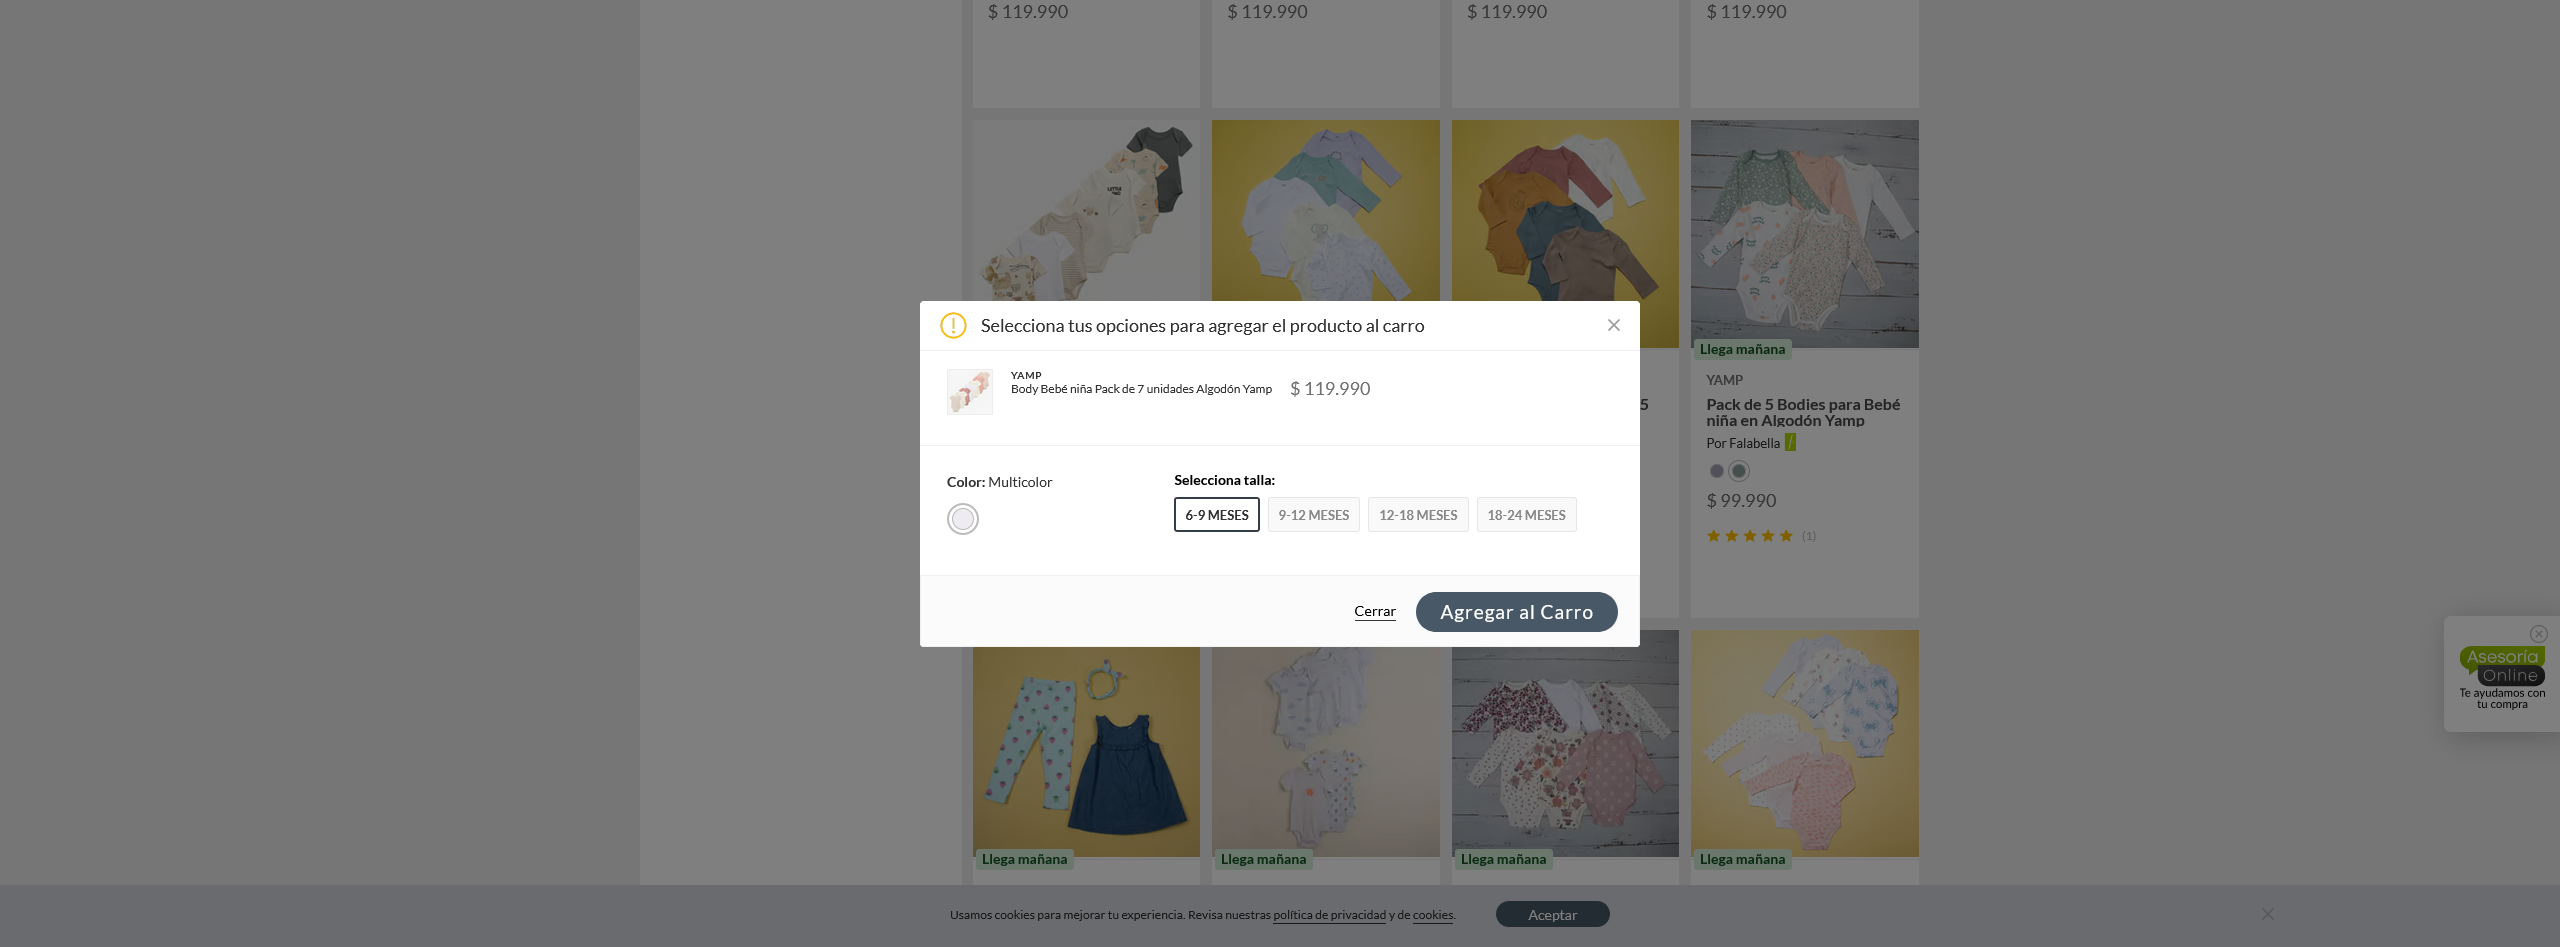 $ 119.990
$ 119.990
$ 119.990
$ 119.990
LITTLE
Selecciona tus opciones para agregar el producto al carro
YAMP
Body Bebé niña Pack de 7 unidades Algodón Yamp
$ 119.990
Color: Multicolor
Selecciona talla:
6-9 MESES
9-12 MESES
12-18 MESES
18-24 MESES
Cerrar
Agregar al Carro
5
Llega mañana
YAMP
Pack de 5 Bodies para Bebé
niña en Algodón Yamp
Por Falabella
$ 99.990
(1)
Asesoría
Online
Te ayudamos con
tu compra
Llega mañana
Llega mañana
Llega mañana
Llega mañana
Usamos cookies para mejorar tu experiencia. Revisa nuestras política de privacidad y de cookies.
Aceptar